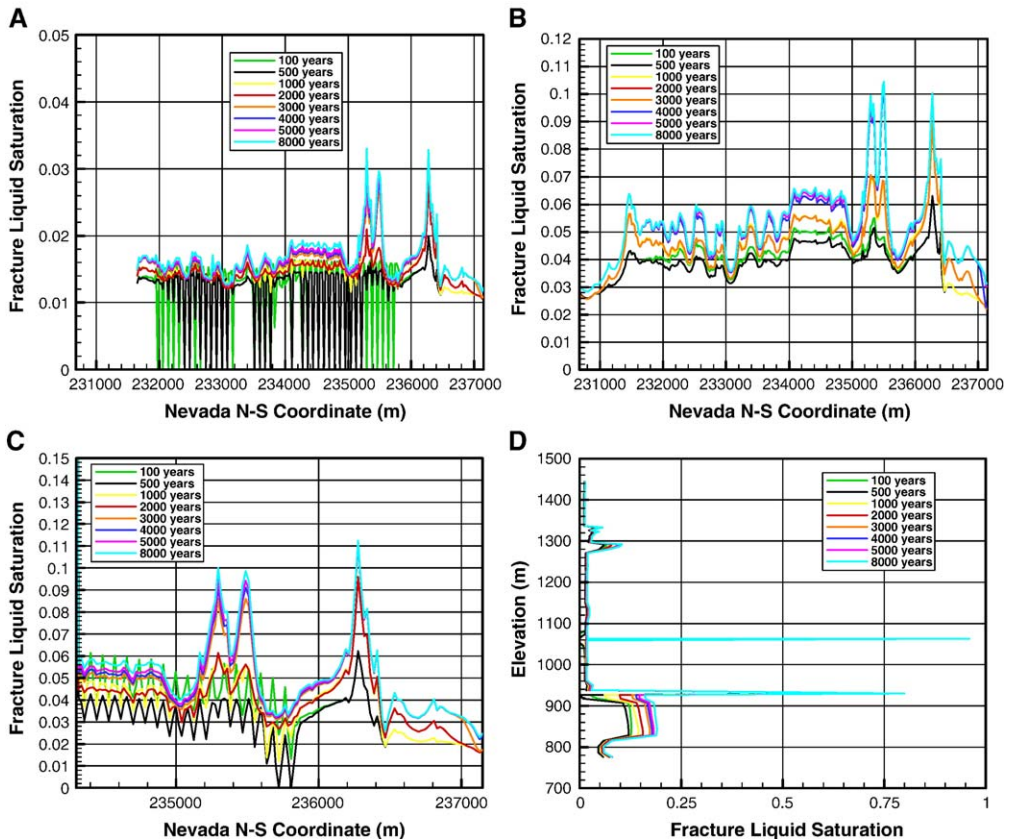 A
Fracture Liquid Saturation
0.05
0.04
0.03
0.02
0.01
0
100 years
500 years
1000 years
2000 years
3000 years
4000 years
5000 years
8000 years
231000 232000 233000 234000 235000 236000 237000
Nevada N-S Coordinate (m)
B
Fracture Liquid Saturation
0.12
0.11
0.1
0.09
0.08
0.07
0.06
0.05
0.04
0.03
0.02
0.01
0
100 years
500 years
1000 years
2000 years
3000 years
4000 years
5000 years
8000 years
231000 232000 233000 234000 235000 236000 237000
Nevada N-S Coordinate (m)
C
Fracture Liquid Saturation
0.15
0.14
0.13
0.12
0.11
0.1
0.09
0.08
0.07
0.06
0.05
0.04
0.03
0.02
0.01
0
100 years
500 years
1000 years
2000 years
3000 years
4000 years
5000 years
8000 years
235000 236000 237000
Nevada N-S Coordinate (m)
D
Elevation (m)
1500
1400
1300
1200
1100
1000
900
800
700
100 years
500 years
1000 years
2000 years
3000 years
4000 years
5000 years
8000 years
0 0.25 0.5 0.75 1
Fracture Liquid Saturation